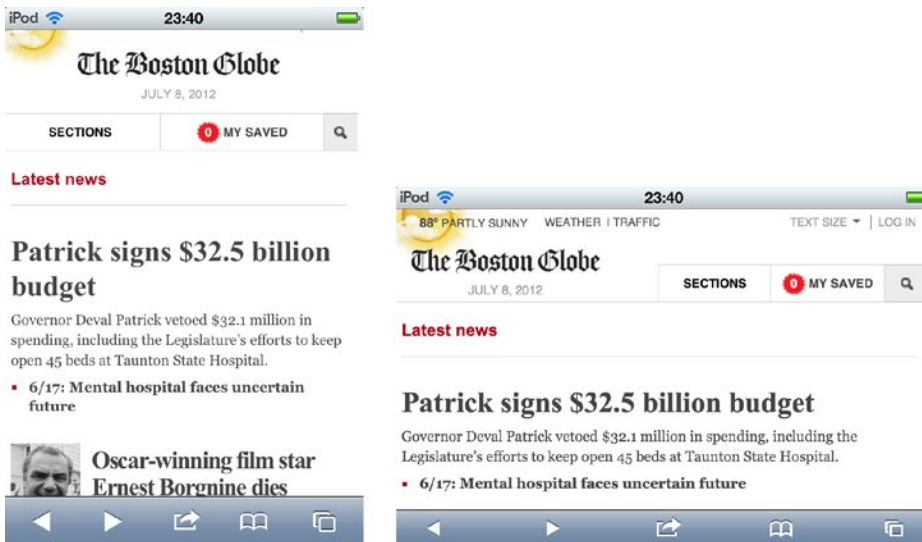 iPod 23:40
The Boston Globe
JULY 8, 2012
SECTIONS 0 MY SAVED
Latest news
Patrick signs $32.5 billion
budget
Governor Deval Patrick vetoed $32.1 million in
spending, including the Legislature's efforts to keep
open 45 beds at Taunton State Hospital.
6/17: Mental hospital faces uncertain
future
Oscar-winning film star
Ernest Borgnine dies
iPod 23:40
88° PARTLY SUNNY WEATHER | TRAFFIC TEXT SIZE | LOG IN
The Boston Globe
JULY 8, 2012
SECTIONS 0 MY SAVED
Latest news
Patrick signs $32.5 billion budget
Governor Deval Patrick vetoed $32.1 million in spending, including the
Legislature's efforts to keep open 45 beds at Taunton State Hospital.
6/17: Mental hospital faces uncertain future